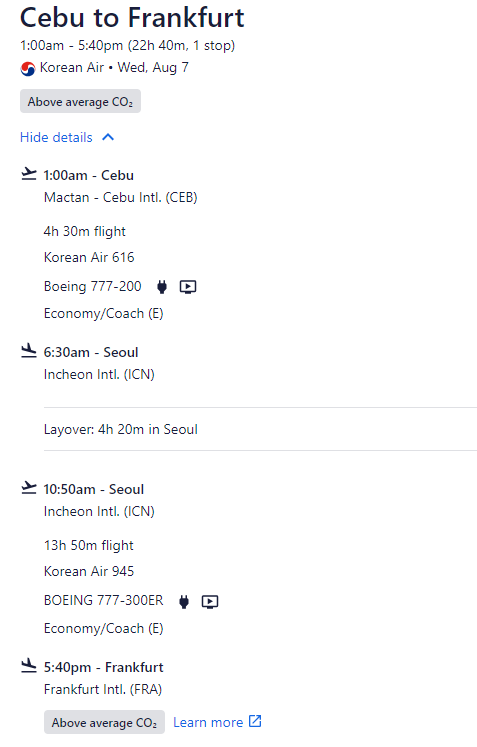 Cebu to Frankfurt
1:00am - 5:40pm (22h 40m, 1 stop)
Korean Air • Wed, Aug 7
Above average CO₂
Hide details
1:00am - Cebu
Mactan - Cebu Intl. (CEB)
4h 30m flight
Korean Air 616
Boeing 777-200
Economy/Coach (E)
6:30am - Seoul
Incheon Intl. (ICN)
Layover: 4h 20m in Seoul
10:50am - Seoul
Incheon Intl. (ICN)
13h 50m flight
Korean Air 945
BOEING 777-300ER
Economy/Coach (E)
5:40pm - Frankfurt
Frankfurt Intl. (FRA)
Above average CO₂ Learn more